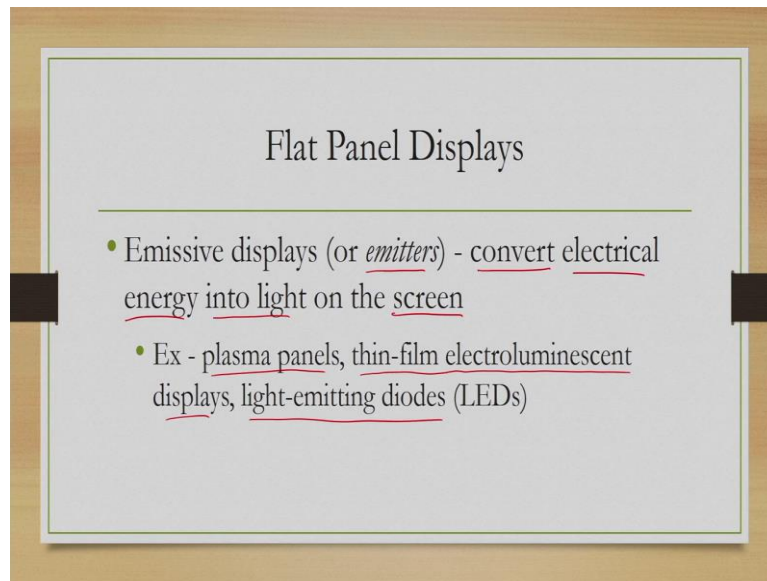 Flat Panel Displays
• Emissive displays (or emitters) - convert electrical
energy into light on the screen
• Ex - plasma panels, thin-film electroluminescent
displays, light-emitting diodes (LEDs)